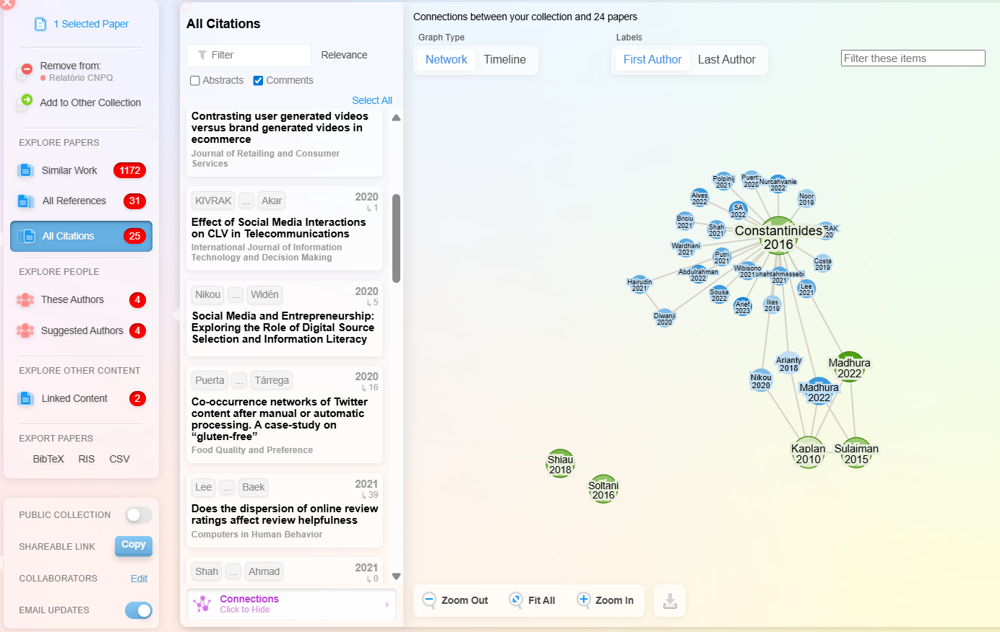 1 Selected Paper
Remove from:
Relatório CNPQ
Add to Other Collection
EXPLORE PAPERS
Similar Work 1172
All References 31
All Citations 25
EXPLORE PEOPLE
These Authors 4
Suggested Authors 4
EXPLORE OTHER CONTENT
Linked Content 2
EXPORT PAPERS
BibTeX RIS CSV
PUBLIC COLLECTION
SHAREABLE LINK Copy
COLLABORATORS Edit
EMAIL UPDATES
All Citations
Filter Relevance
Abstracts Comments
Select All
Contrasting user generated videos
versus brand generated videos in
ecommerce
Journal of Retailing and Consumer
Services
KIVRAK ... Akar 2020
↳ 1
Effect of Social Media Interactions
on CLV in Telecommunications
International Journal of Information
Technology and Decision Making
Nikou ... Widén 2020
↳ 5
Social Media and Entrepreneurship:
Exploring the Role of Digital Source
Selection and Information Literacy
Puerta ... Tárrega 2020
↳ 16
Co-occurrence networks of Twitter
content after manual or automatic
processing. A case-study on
“gluten-free”
Food Quality and Preference
Lee ... Baek 2021
↳ 39
Does the dispersion of online review
ratings affect review helpfulness
Computers in Human Behavior
Shah ... Ahmad 2021
↳ 0
Connections
Click to Hide
Connections between your collection and 24 papers
Graph Type
Network Timeline
Labels
First Author Last Author
Filter these items
Polpinij
2021
Puerta
2020
Nurcahyanie
2022
Alves
2022
Noor
2019
SA
2022
Briciu
2021
Shah
2021
Constantinides
2016
RAK
2020
Wardhani
2021
Putri
2021
Costa
2019
Abdulrahman
2022
Wibisono
2021
Shahtahmassebi
2021
Hairudin
2021
Lee
2021
Sousa
2022
Arief
2023
Ilias
2019
Diwanji
2020
Arianty
2018
Madhura
2022
Nikou
2020
Madhura
2022
Kaplan
2010
Sulaiman
2015
Shiau
2018
Soltani
2016
Zoom Out Fit All Zoom In